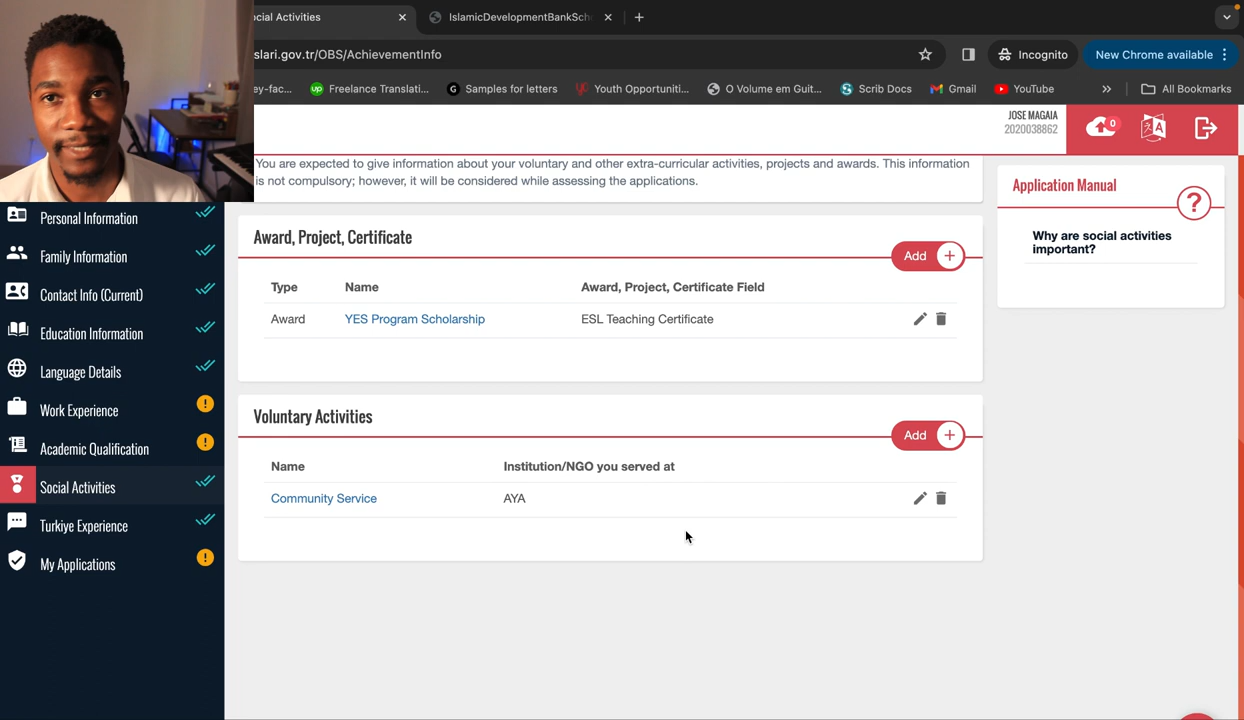 ocial Activities
IslamicDevelopmentBankSch
slari.gov.tr/OBS/AchievementInfo
Incognito
New Chrome available
ey-fac...
up Freelance Translati...
G Samples for letters
Youth Opportuniti...
O Volume em Guit...
Scrib Docs
Gmail
YouTube
»
All Bookmarks
JOSE MAGAIA
2020038862
0
You are expected to give information about your voluntary and other extra-curricular activities, projects and awards. This information
is not compulsory; however, it will be considered while assessing the applications.
Personal Information
Family Information
Contact Info (Current)
Education Information
Language Details
Work Experience !
Academic Qualification !
Social Activities
Turkiye Experience
My Applications !
Award, Project, Certificate
Add +
Type Name Award, Project, Certificate Field
Award YES Program Scholarship ESL Teaching Certificate
Voluntary Activities
Add +
Name Institution/NGO you served at
Community Service AYA
Application Manual
?
Why are social activities
important?